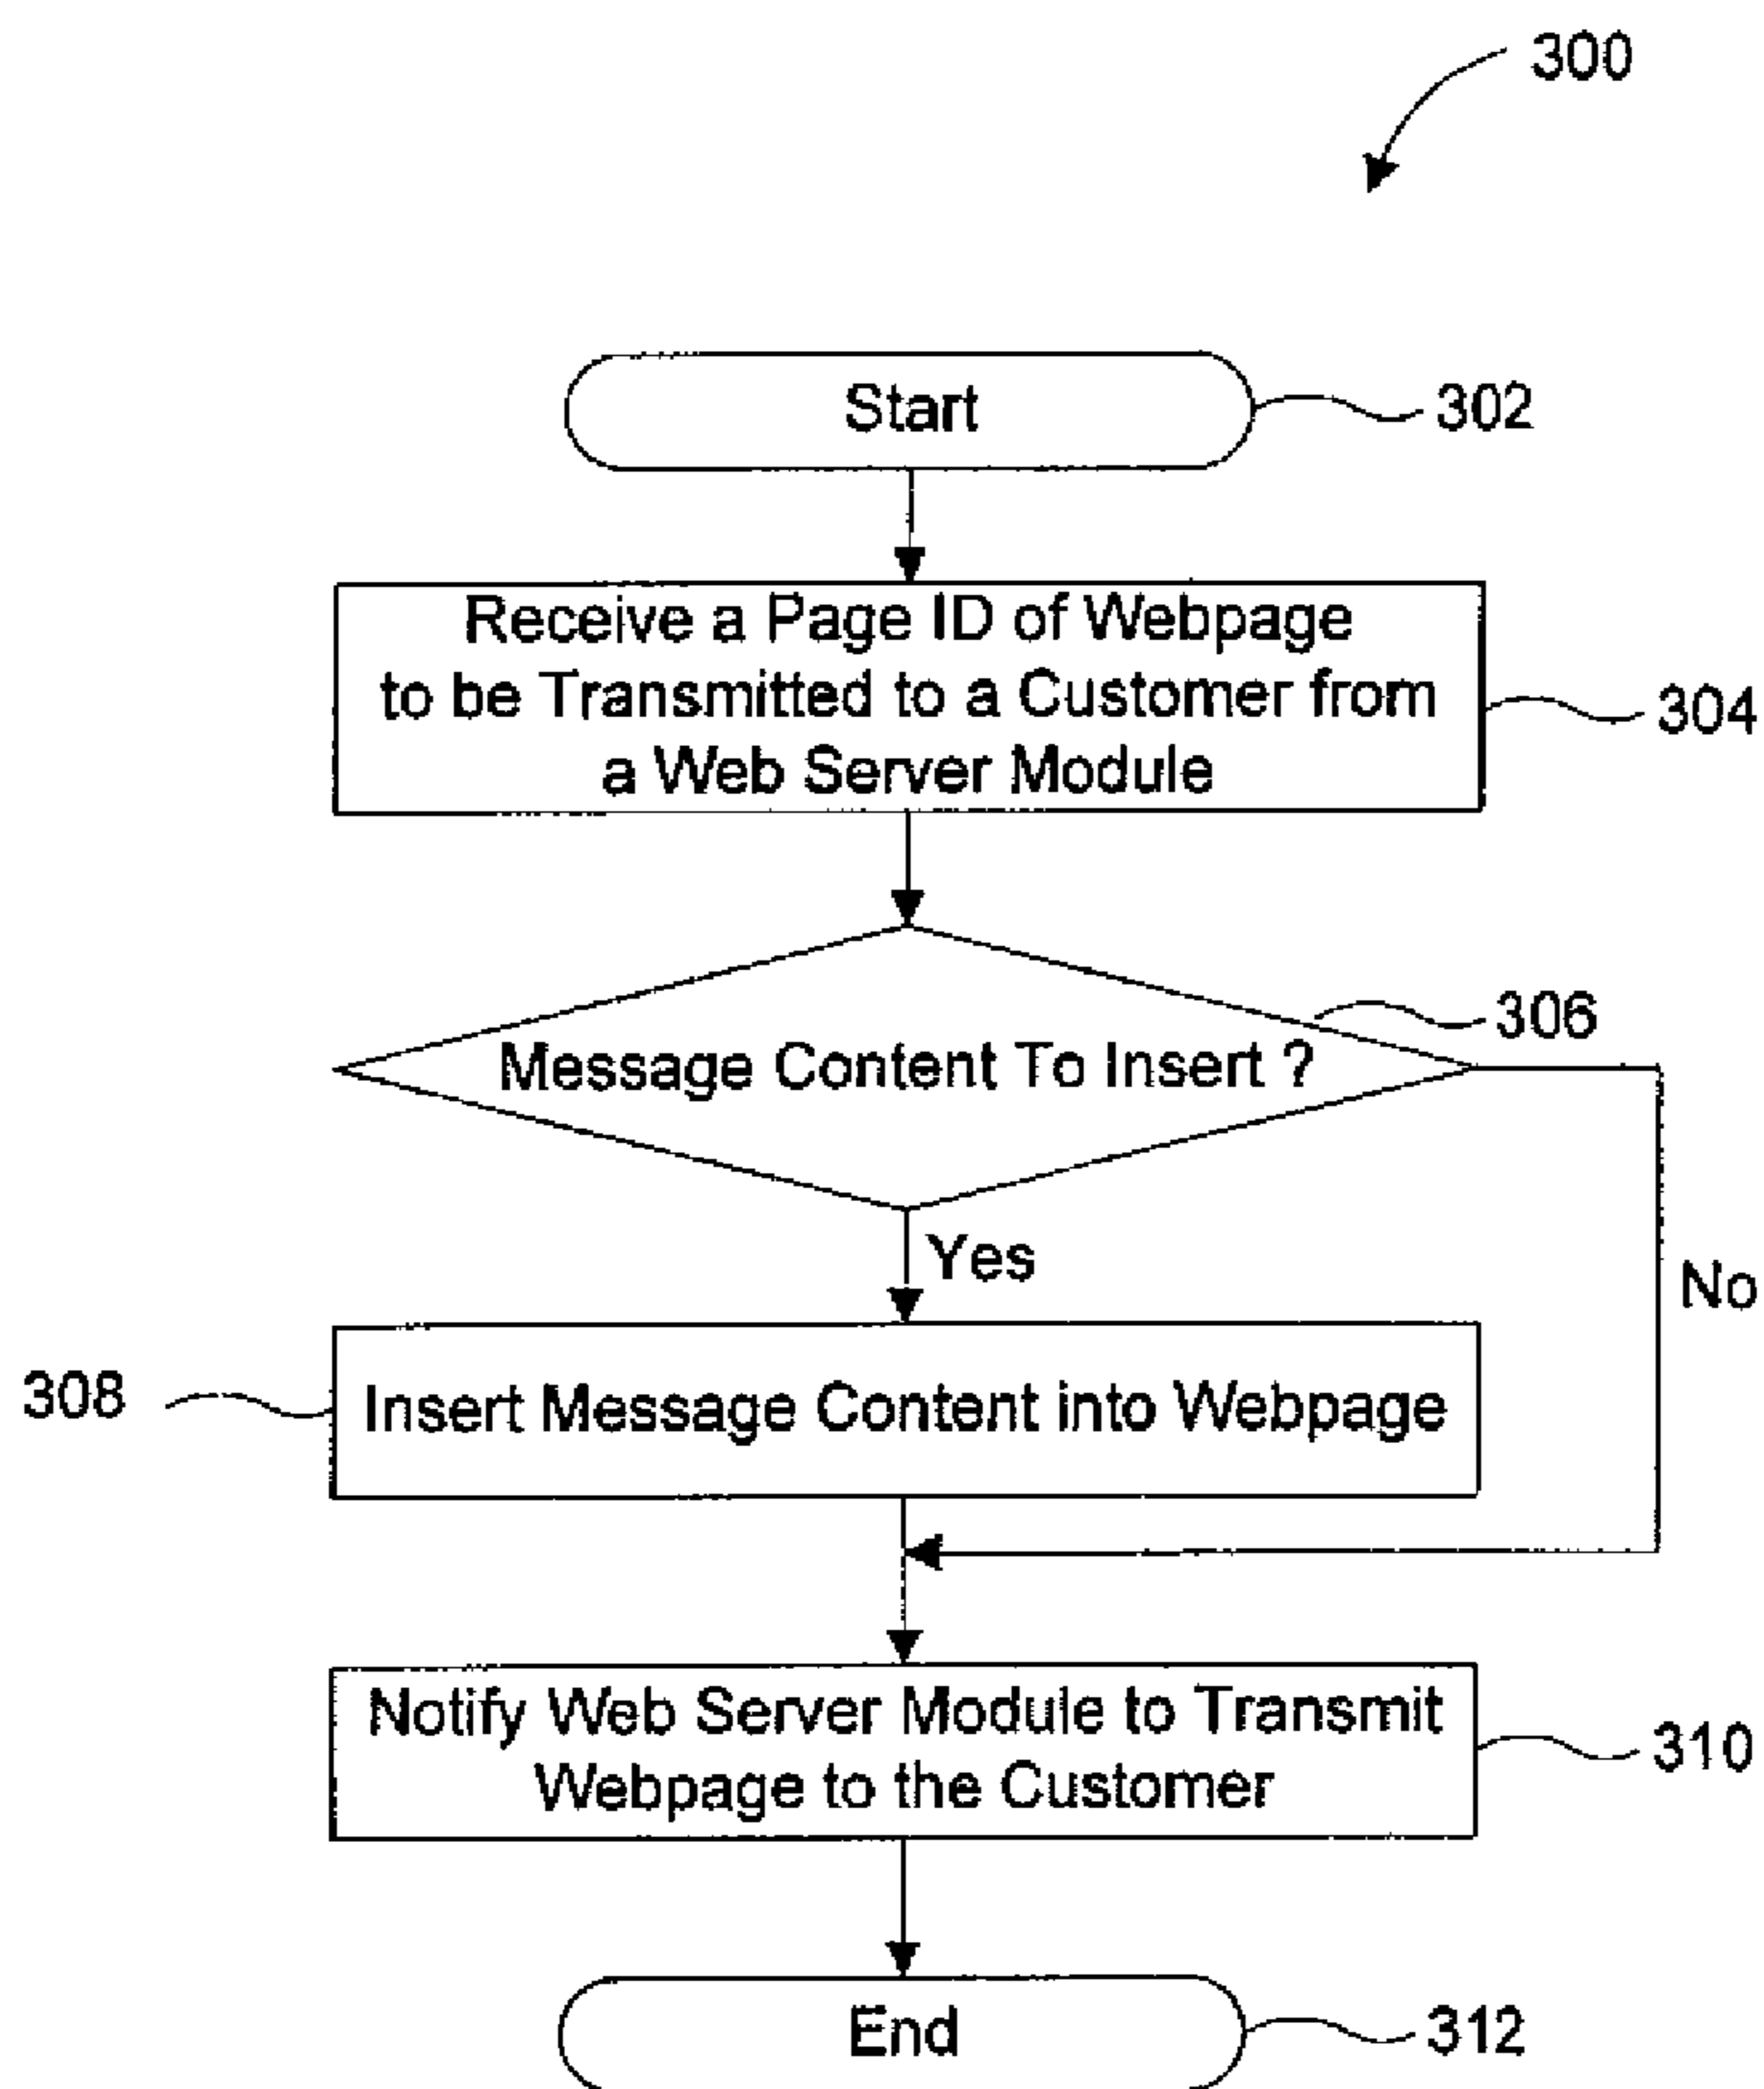 300
Start
302
Receive a Page ID of Webpage
to be Transmitted to a Customer from
a Web Server Module
304
306
Message Content To Insert ?
Yes
No
308
Insert Message Content into Webpage
Notify Web Server Module to Transmit
Webpage to the Customer
310
End
312